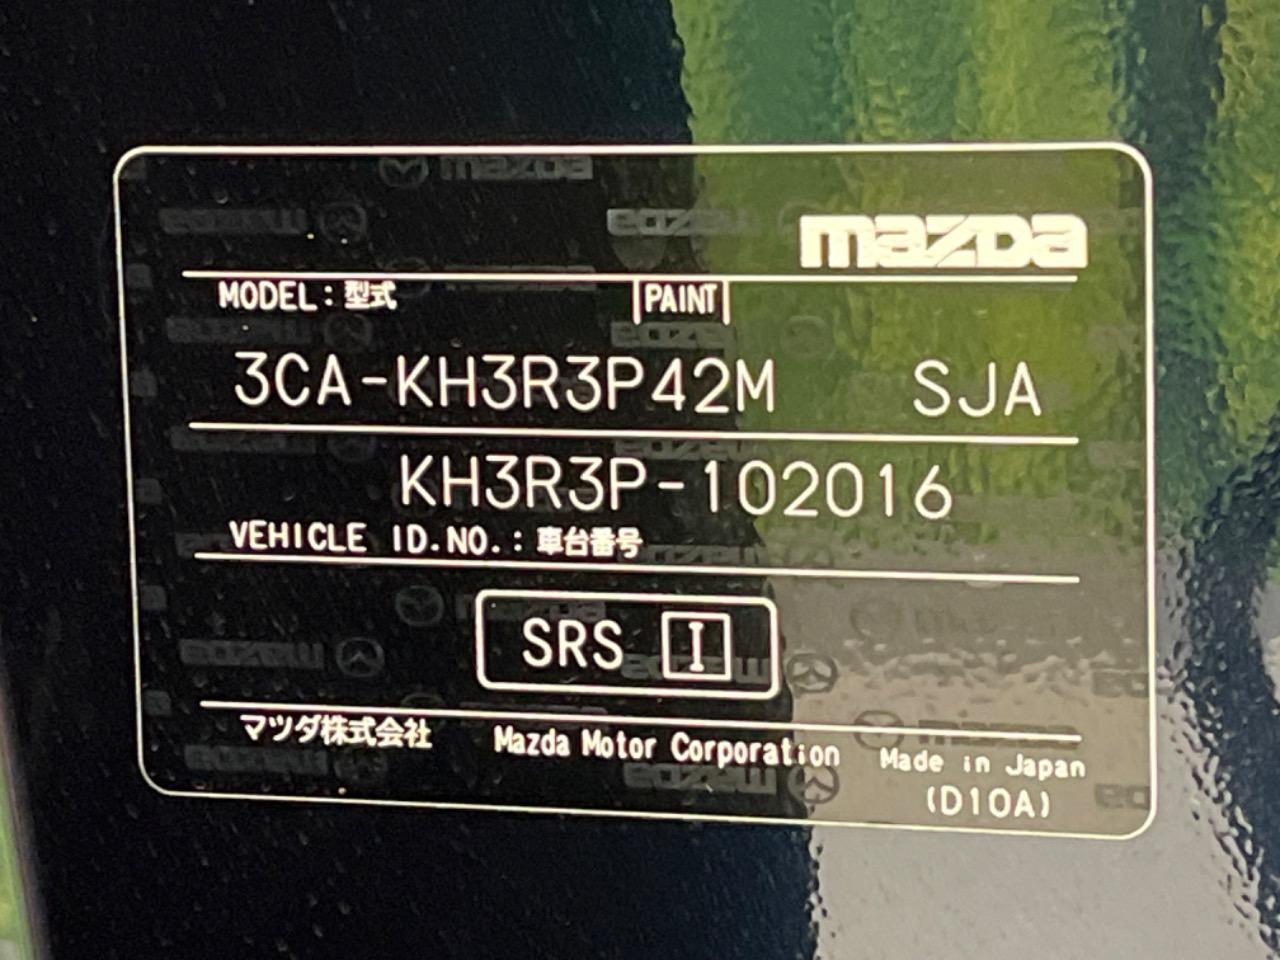 mazda
MODEL：型式 PAINT
3CA-KH3R3P42M SJA
KH3R3P-102016
VEHICLE ID.NO.：車台番号
SRS I
マツダ株式会社 Mazda Motor Corporation Made in Japan
(D10A)